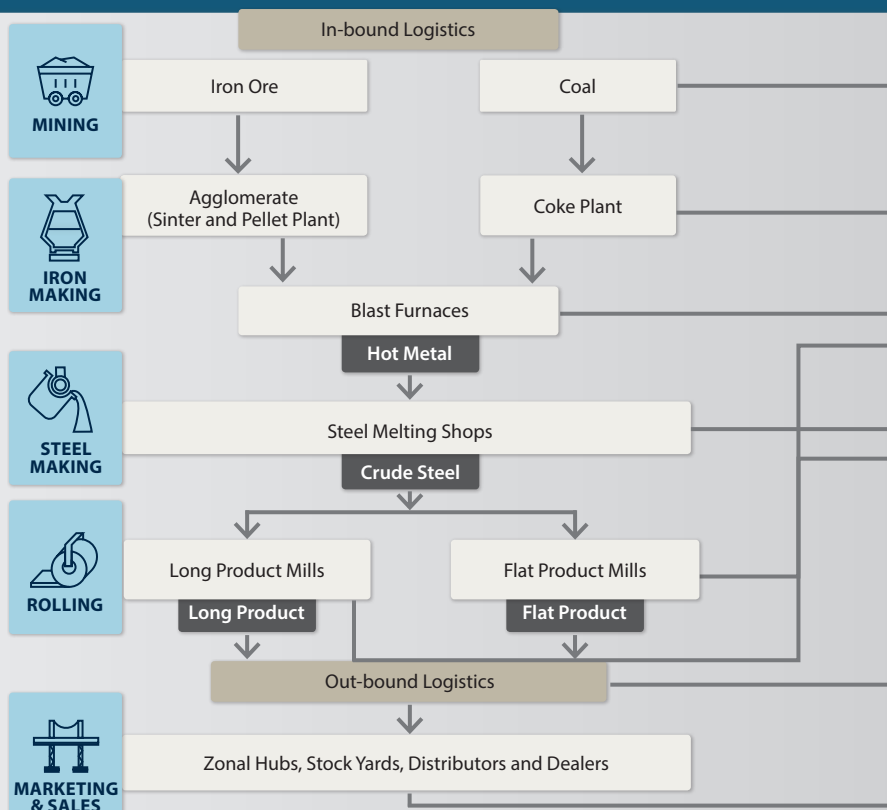 In-bound Logistics
MINING
Iron Ore
Coal
IRON
MAKING
Agglomerate
(Sinter and Pellet Plant)
Coke Plant
Blast Furnaces
Hot Metal
STEEL
MAKING
Steel Melting Shops
Crude Steel
ROLLING
Long Product Mills
Flat Product Mills
Long Product
Flat Product
Out-bound Logistics
MARKETING
& SALES
Zonal Hubs, Stock Yards, Distributors and Dealers